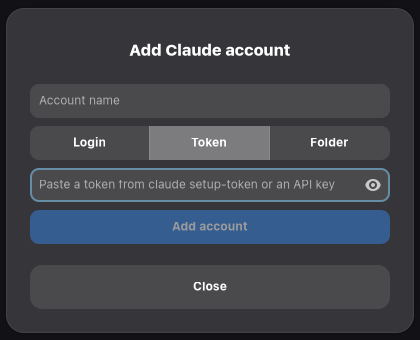 Add Claude account
Account name
Login Token Folder
Paste a token from claude setup-token or an API key
Add account
Close